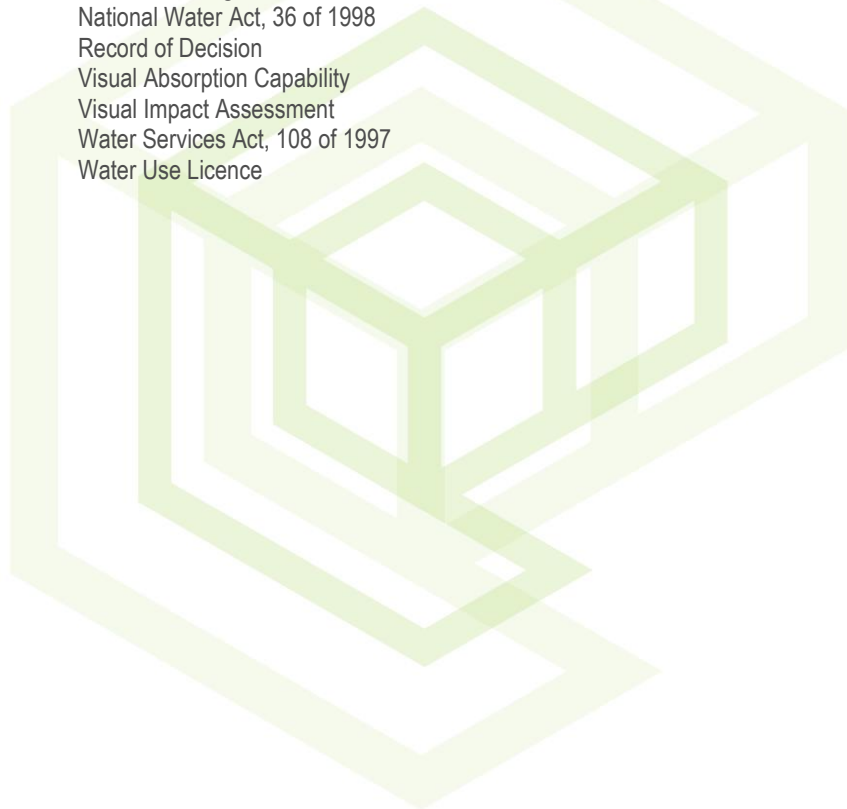 National Water Act, 36 of 1998
Record of Decision
Visual Absorption Capability
Visual Impact Assessment
Water Services Act, 108 of 1997
Water Use Licence